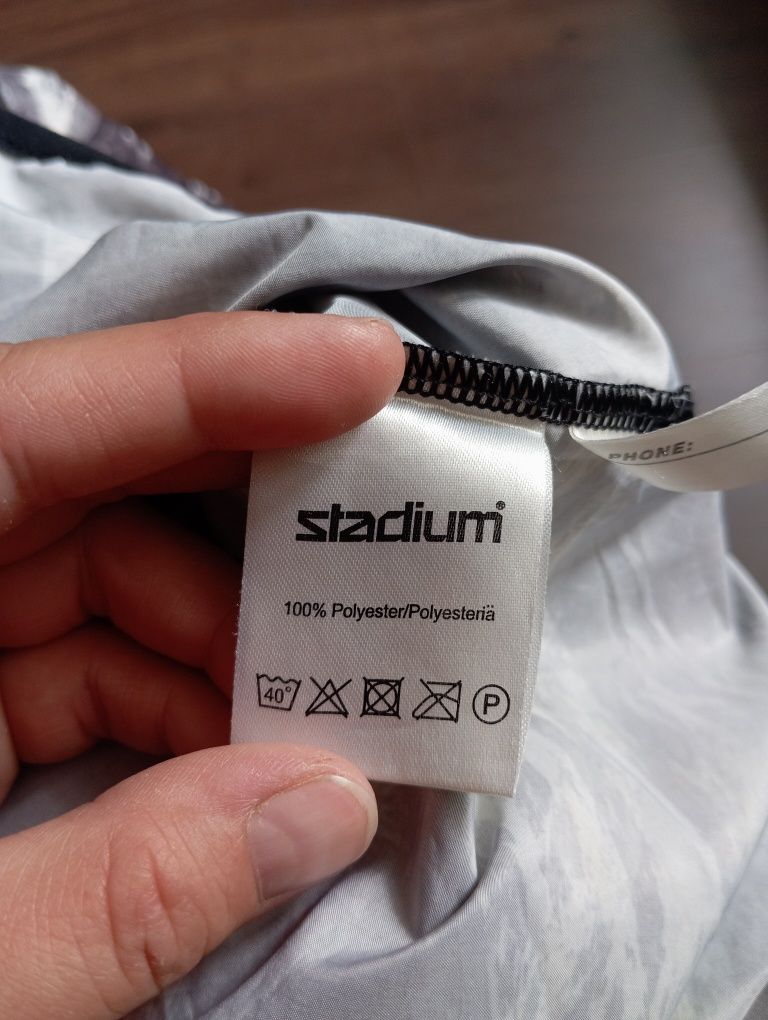 PHONE:
stadium®
100% Polyester/Polyesteriä
40° P